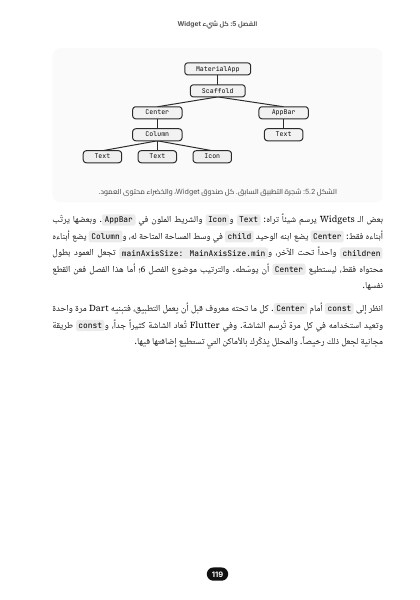 الفصل 5: كل شيء Widget
MaterialApp
Scaffold
Center
AppBar
Column
Text
Text
Text
Icon
الشكل 5.2: شجرة التطبيق السابق. كل صندوق Widget، والخضراء محتوى العمود.
بعض الـ Widgets يرسم شيئاً تراه: Text و Icon والشريط الملون في AppBar. وبعضها يرتّب
أبناءه فقط: Center يضع ابنه الوحيد child في وسط المساحة المتاحة له، و Column يضع أبناءه
children واحداً تحت الآخر، و mainAxisSize: MainAxisSize.min تجعل العمود بطول
محتواه فقط، ليستطيع Center أن يوسّطه. والترتيب موضوع الفصل 6؛ أما هذا الفصل فعن القطع
نفسها.
انظر إلى const أمام Center. كل ما تحته معروف قبل أن يعمل التطبيق، فتبنيه Dart مرة واحدة
وتعيد استخدامه في كل مرة تُرسم الشاشة. وفي Flutter تُعاد الشاشة كثيراً جداً، و const طريقة
مجانية لجعل ذلك رخيصاً. والمحلل يذكّرك بالأماكن التي تستطيع إضافتها فيها.
119